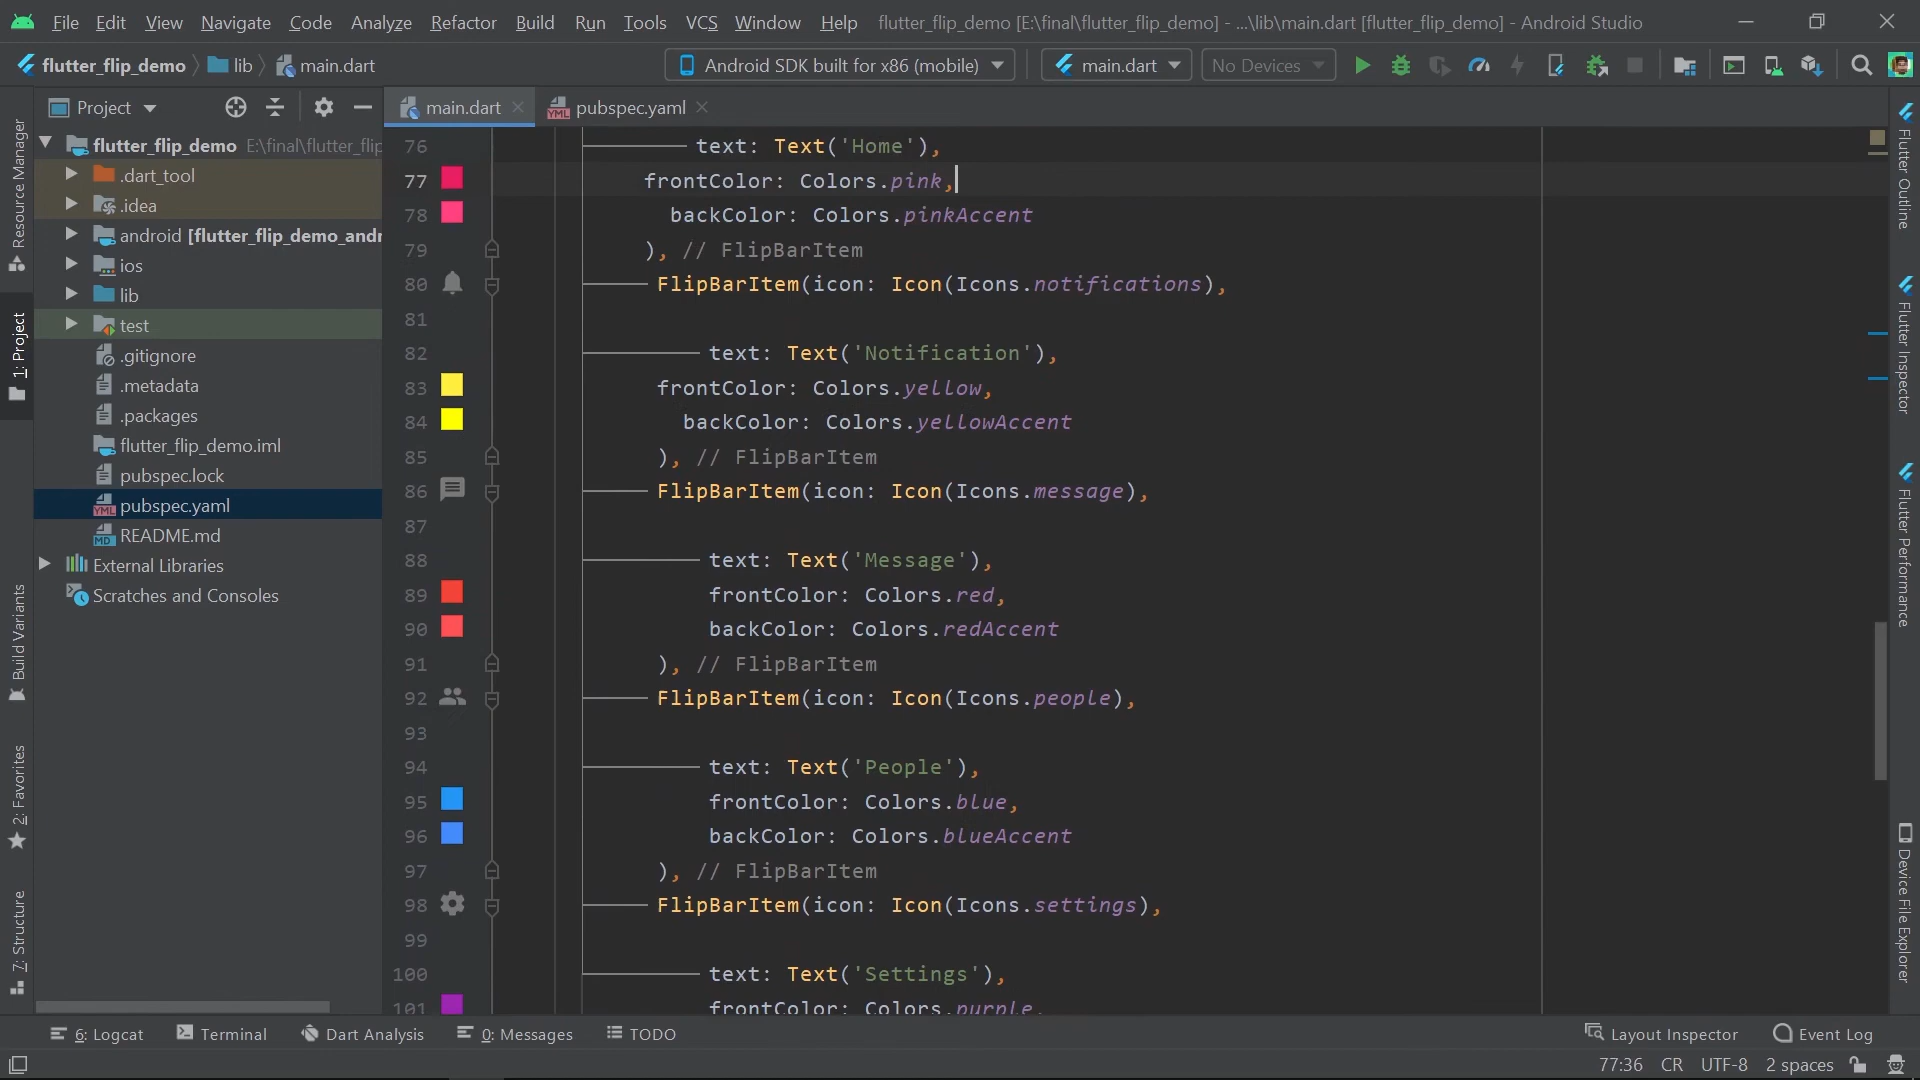 File Edit View Navigate Code Analyze Refactor Build Run Tools VCS Window Help flutter_flip_demo [E:\final\flutter_flip_demo] - ...\lib\main.dart [flutter_flip_demo] - Android Studio
flutter_flip_demo lib main.dart Android SDK built for x86 (mobile) main.dart No Devices
Project main.dart pubspec.yaml
flutter_flip_demo E:\final\flutter_flip
.dart_tool
.idea
android [flutter_flip_demo_andr
ios
lib
test
.gitignore
.metadata
.packages
flutter_flip_demo.iml
pubspec.lock
pubspec.yaml
README.md
External Libraries
Scratches and Consoles
76 text: Text('Home'),
77 frontColor: Colors.pink,
78 backColor: Colors.pinkAccent
79 ), // FlipBarItem
80 FlipBarItem(icon: Icon(Icons.notifications),
81
82 text: Text('Notification'),
83 frontColor: Colors.yellow,
84 backColor: Colors.yellowAccent
85 ), // FlipBarItem
86 FlipBarItem(icon: Icon(Icons.message),
87
88 text: Text('Message'),
89 frontColor: Colors.red,
90 backColor: Colors.redAccent
91 ), // FlipBarItem
92 FlipBarItem(icon: Icon(Icons.people),
93
94 text: Text('People'),
95 frontColor: Colors.blue,
96 backColor: Colors.blueAccent
97 ), // FlipBarItem
98 FlipBarItem(icon: Icon(Icons.settings),
99
100 text: Text('Settings'),
101 frontColor: Colors.purple,
Resource Manager
1: Project
Build Variants
2: Favorites
7: Structure
Flutter Outline
Flutter Inspector
Flutter Performance
Device File Explorer
6: Logcat Terminal Dart Analysis 0: Messages TODO Layout Inspector Event Log
77:36 CR UTF-8 2 spaces
YML
YML
YML
MD